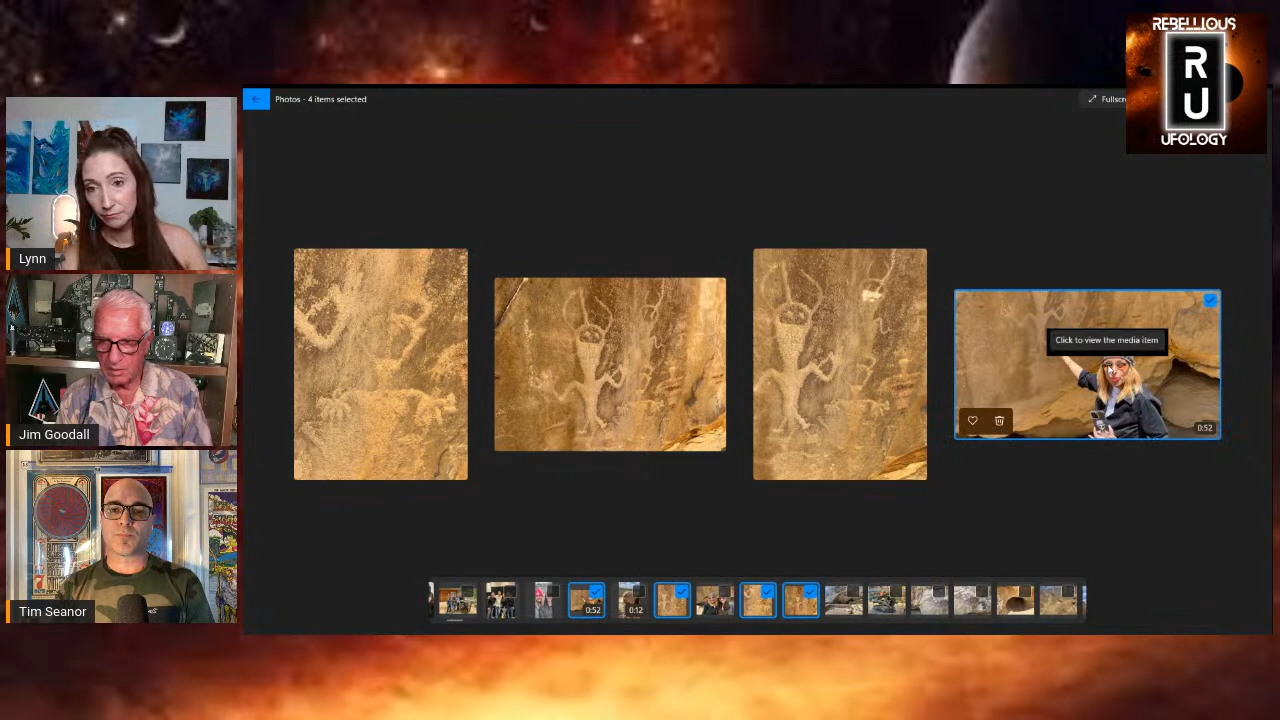 REBELLIOUS
R
U
UFOLOGY
Photos - 4 items selected
Lynn
Click to view the media item
0:52
Jim Goodall
0:52
0:12
Tim Seanor